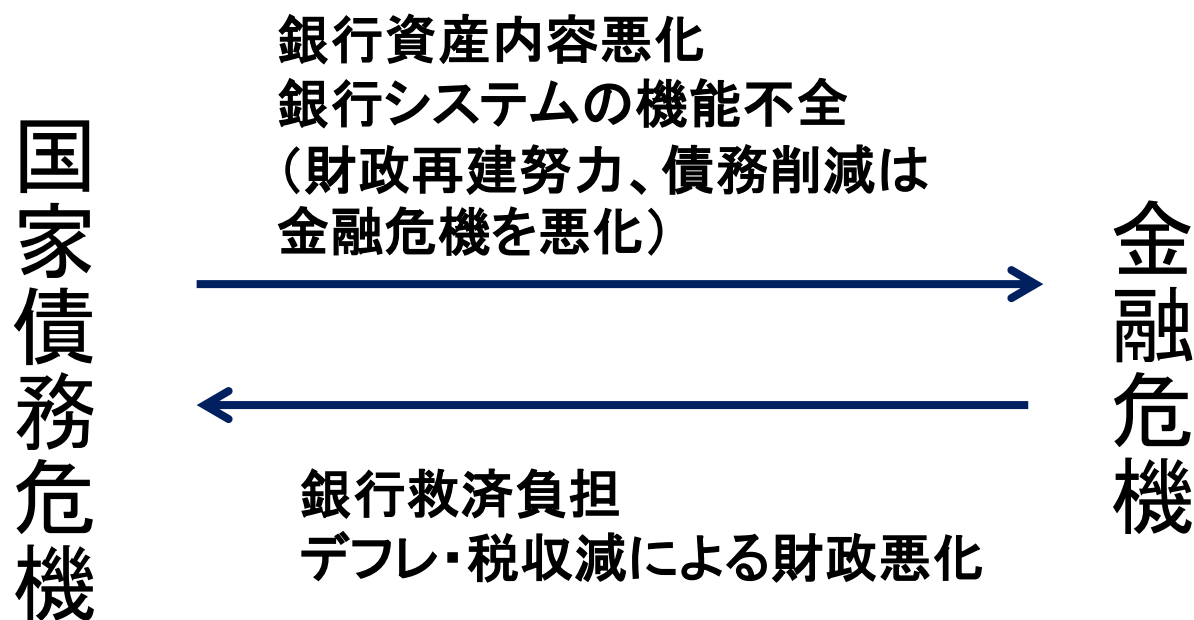 国家債務危機
銀行資産内容悪化
銀行システムの機能不全
（財政再建努力、債務削減は
金融危機を悪化）
金融危機
銀行救済負担
デフレ・税収減による財政悪化